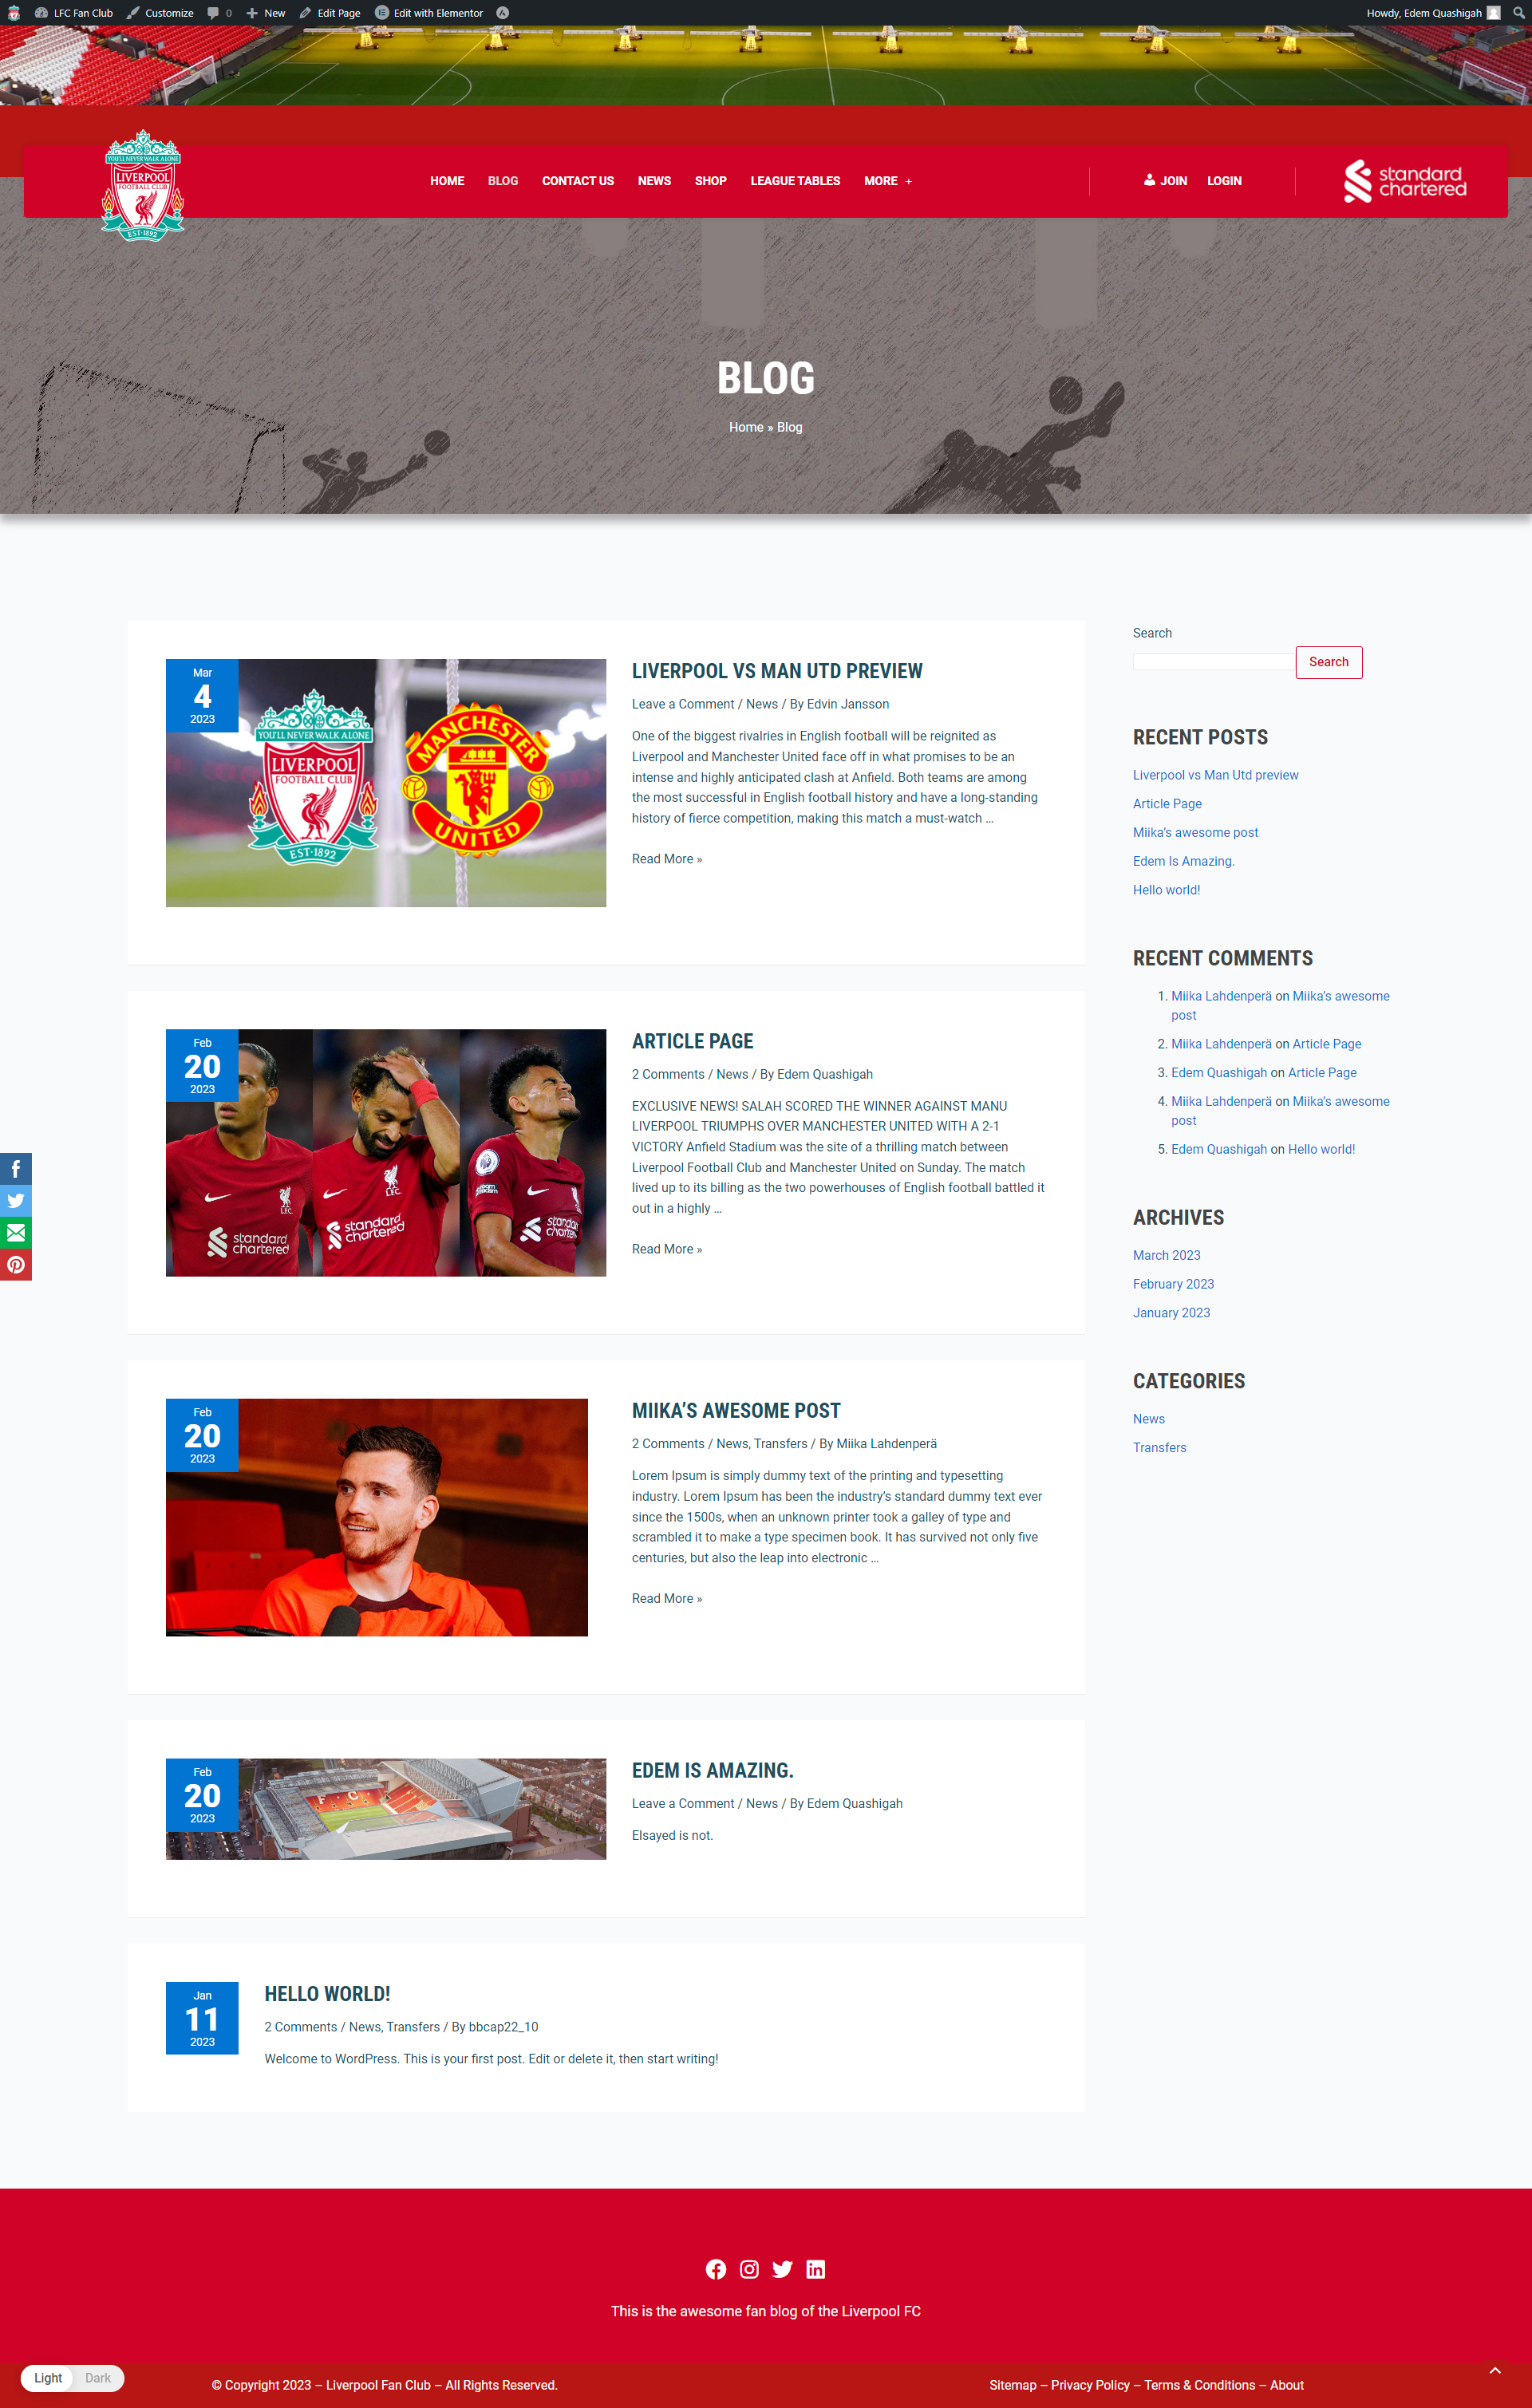 LFC Fan Club Customize 0 New Edit Page Edit with Elementor Howdy, Edem Quashigah
YOU'LL NEVER WALK ALONE
LIVERPOOL
FOOTBALL CLUB
EST·1892
HOME BLOG CONTACT US NEWS SHOP LEAGUE TABLES MORE + JOIN LOGIN
standard
chartered
BLOG
Home » Blog
Mar
4
2023
YOU'LL NEVER WALK ALONE
LIVERPOOL
FOOTBALL CLUB
EST·1892
MANCHESTER
UNITED
LIVERPOOL VS MAN UTD PREVIEW
Leave a Comment / News / By Edvin Jansson
One of the biggest rivalries in English football will be reignited as
Liverpool and Manchester United face off in what promises to be an
intense and highly anticipated clash at Anfield. Both teams are among
the most successful in English football history and have a long-standing
history of fierce competition, making this match a must-watch …
Read More »
Feb
20
2023
L.F.C.
standard
chartered
L.F.C.
standard
chartered
standard
chartered
ARTICLE PAGE
2 Comments / News / By Edem Quashigah
EXCLUSIVE NEWS! SALAH SCORED THE WINNER AGAINST MANU
LIVERPOOL TRIUMPHS OVER MANCHESTER UNITED WITH A 2-1
VICTORY Anfield Stadium was the site of a thrilling match between
Liverpool Football Club and Manchester United on Sunday. The match
lived up to its billing as the two powerhouses of English football battled it
out in a highly …
Read More »
Feb
20
2023
MIIKA’S AWESOME POST
2 Comments / News, Transfers / By Miika Lahdenperä
Lorem Ipsum is simply dummy text of the printing and typesetting
industry. Lorem Ipsum has been the industry’s standard dummy text ever
since the 1500s, when an unknown printer took a galley of type and
scrambled it to make a type specimen book. It has survived not only five
centuries, but also the leap into electronic …
Read More »
Feb
20
2023
EDEM IS AMAZING.
Leave a Comment / News / By Edem Quashigah
Elsayed is not.
Jan
11
2023
HELLO WORLD!
2 Comments / News, Transfers / By bbcap22_10
Welcome to WordPress. This is your first post. Edit or delete it, then start writing!
Search
Search
RECENT POSTS
Liverpool vs Man Utd preview
Article Page
Miika’s awesome post
Edem Is Amazing.
Hello world!
RECENT COMMENTS
1. Miika Lahdenperä on Miika’s awesome
post
2. Miika Lahdenperä on Article Page
3. Edem Quashigah on Article Page
4. Miika Lahdenperä on Miika’s awesome
post
5. Edem Quashigah on Hello world!
ARCHIVES
March 2023
February 2023
January 2023
CATEGORIES
News
Transfers
This is the awesome fan blog of the Liverpool FC
Light Dark
© Copyright 2023 – Liverpool Fan Club – All Rights Reserved.
Sitemap – Privacy Policy – Terms & Conditions – About